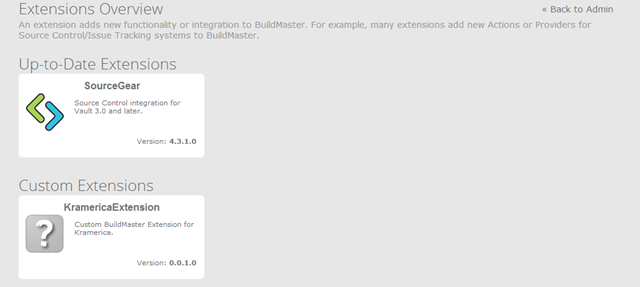 Extensions Overview
« Back to Admin
An extension adds new functionality or integration to BuildMaster. For example, many extensions add new Actions or Providers for
Source Control/Issue Tracking systems to BuildMaster.
Up-to-Date Extensions
SourceGear
Source Control integration for
Vault 3.0 and later.
Version: 4.3.1.0
Custom Extensions
KramericaExtension
?
Custom BuildMaster Extension for
Kramerica.
Version: 0.0.1.0